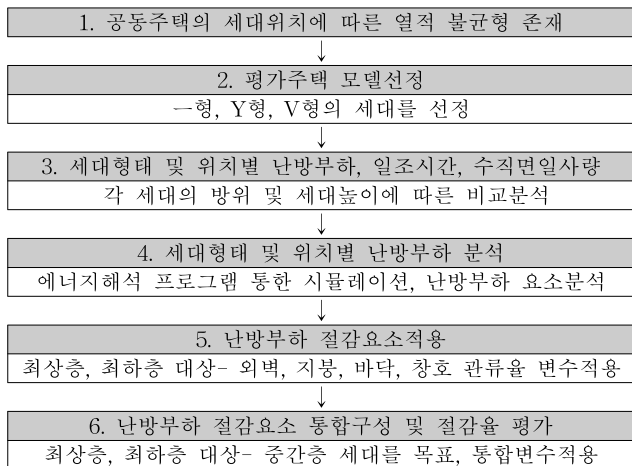 1. 공동주택의 세대위치에 따른 열적 불균형 존재
↓
2. 평가주택 모델선정
一형, Y형, V형의 세대를 선정
↓
3. 세대형태 및 위치별 난방부하, 일조시간, 수직면일사량
각 세대의 방위 및 세대높이에 따른 비교분석
↓
4. 세대형태 및 위치별 난방부하 분석
에너지해석 프로그램 통한 시뮬레이션, 난방부하 요소분석
↓
5. 난방부하 절감요소적용
최상층, 최하층 대상- 외벽, 지붕, 바닥, 창호 관류율 변수적용
↓
6. 난방부하 절감요소 통합구성 및 절감율 평가
최상층, 최하층 대상- 중간층 세대를 목표, 통합변수적용